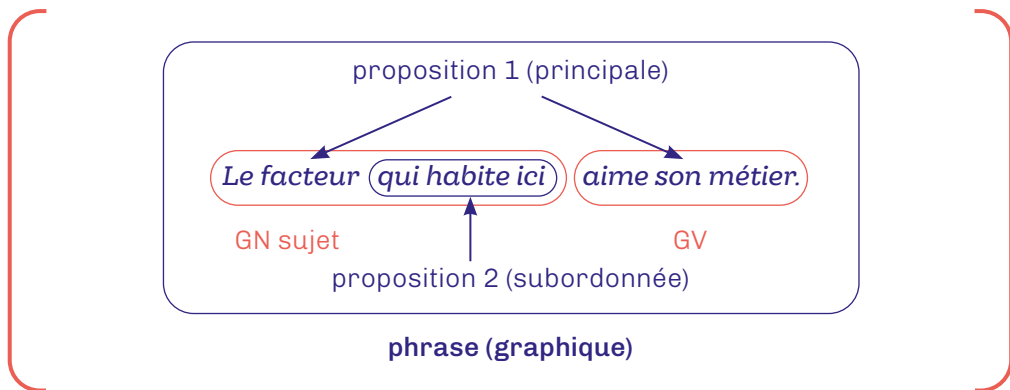 proposition 1 (principale)
Le facteur qui habite ici aime son métier.
GN sujet GV
proposition 2 (subordonnée)
phrase (graphique)